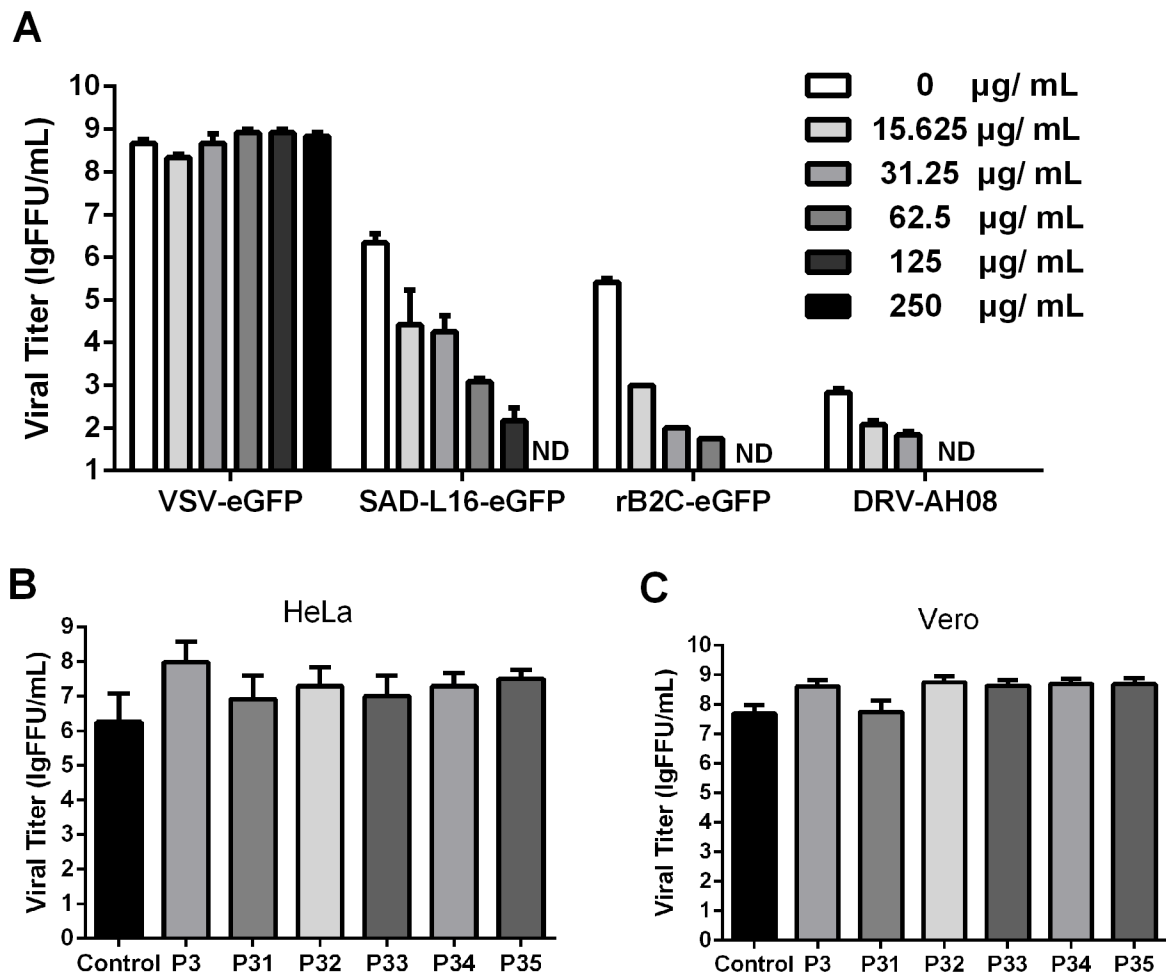 A
Viral Titer (lgFFU/mL)
10
9
8
7
6
5
4
3
2
1
0 µg/ mL
15.625 µg/ mL
31.25 µg/ mL
62.5 µg/ mL
125 µg/ mL
250 µg/ mL
ND
ND
ND
VSV-eGFP SAD-L16-eGFP rB2C-eGFP DRV-AH08
B
HeLa
Viral Titer (lgFFU/mL)
9
8
7
6
5
4
3
2
1
0
Control P3 P31 P32 P33 P34 P35
C
Vero
Viral Titer (lgFFU/mL)
10
9
8
7
6
5
4
3
2
1
0
Control P3 P31 P32 P33 P34 P35